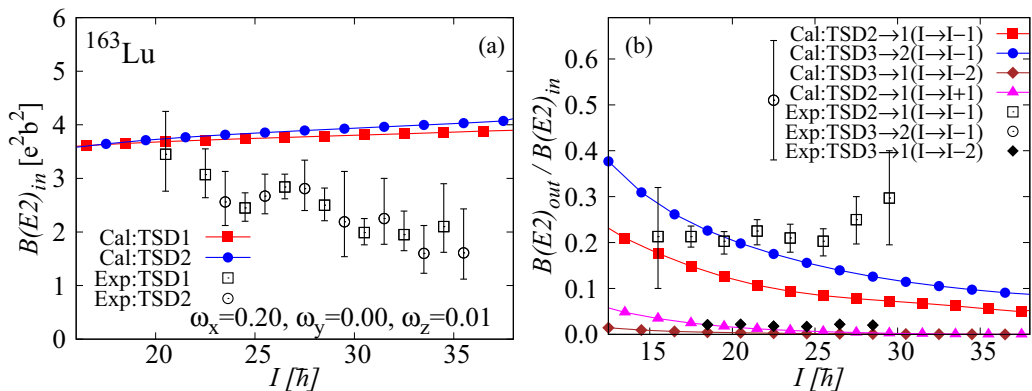 6
5
4
3
2
1
0
B(E2)in [e²b²]
¹⁶³Lu
(a)
Cal:TSD1
Cal:TSD2
Exp:TSD1
Exp:TSD2
ωx=0.20, ωy=0.00, ωz=0.01
20 25 30 35
I [ħ]
0.6
0.5
0.4
0.3
0.2
0.1
0.0
B(E2)out / B(E2)in
(b)
Cal:TSD2→1(I→I−1)
Cal:TSD3→2(I→I−1)
Cal:TSD3→1(I→I−2)
Cal:TSD2→1(I→I+1)
Exp:TSD2→1(I→I−1)
Exp:TSD3→2(I→I−1)
Exp:TSD3→1(I→I−2)
15 20 25 30 35
I [ħ]